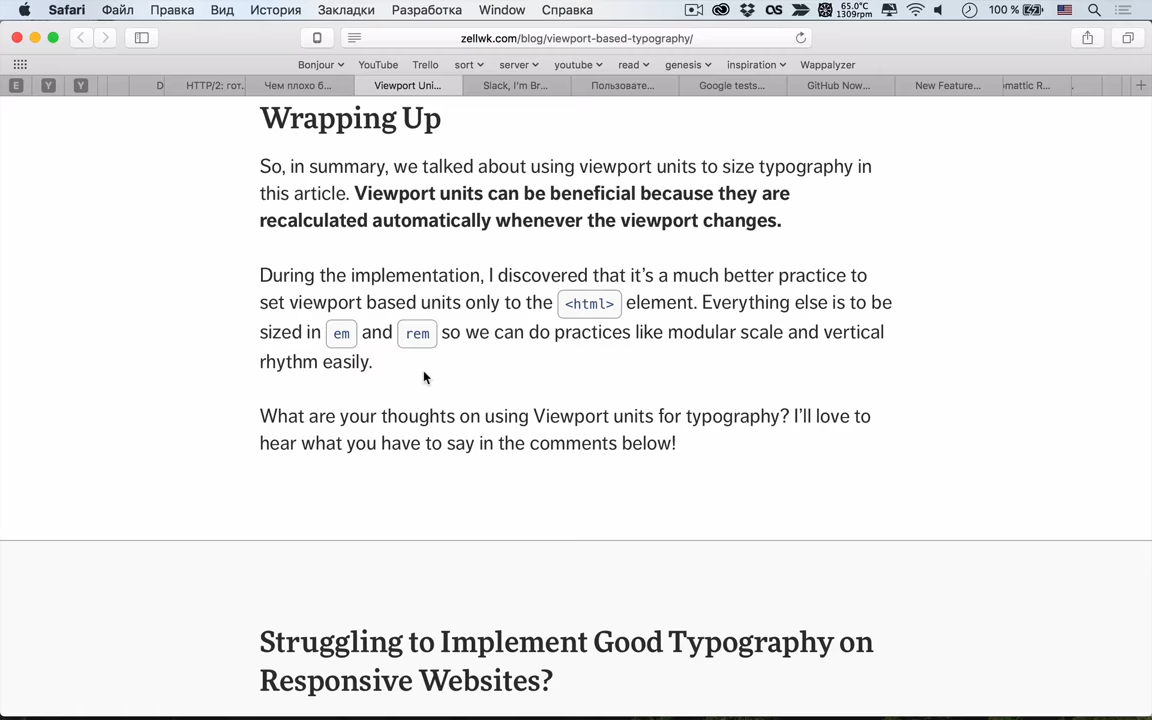 Safari Файл Правка Вид История Закладки Разработка Window Справка 65.0°C 1309rpm 100 %
zellwk.com/blog/viewport-based-typography/
Bonjour YouTube Trello sort server youtube read genesis inspiration Wappalyzer
E Y Y D HTTP/2: гот. Чем плохо б... Viewport Uni... Slack, I'm Br... Пользовате... Google tests... GitHub Now... New Feature... mattic R...
Wrapping Up
So, in summary, we talked about using viewport units to size typography in
this article. Viewport units can be beneficial because they are
recalculated automatically whenever the viewport changes.
During the implementation, I discovered that it’s a much better practice to
set viewport based units only to the <html> element. Everything else is to be
sized in em and rem so we can do practices like modular scale and vertical
rhythm easily.
What are your thoughts on using Viewport units for typography? I’ll love to
hear what you have to say in the comments below!
Struggling to Implement Good Typography on
Responsive Websites?